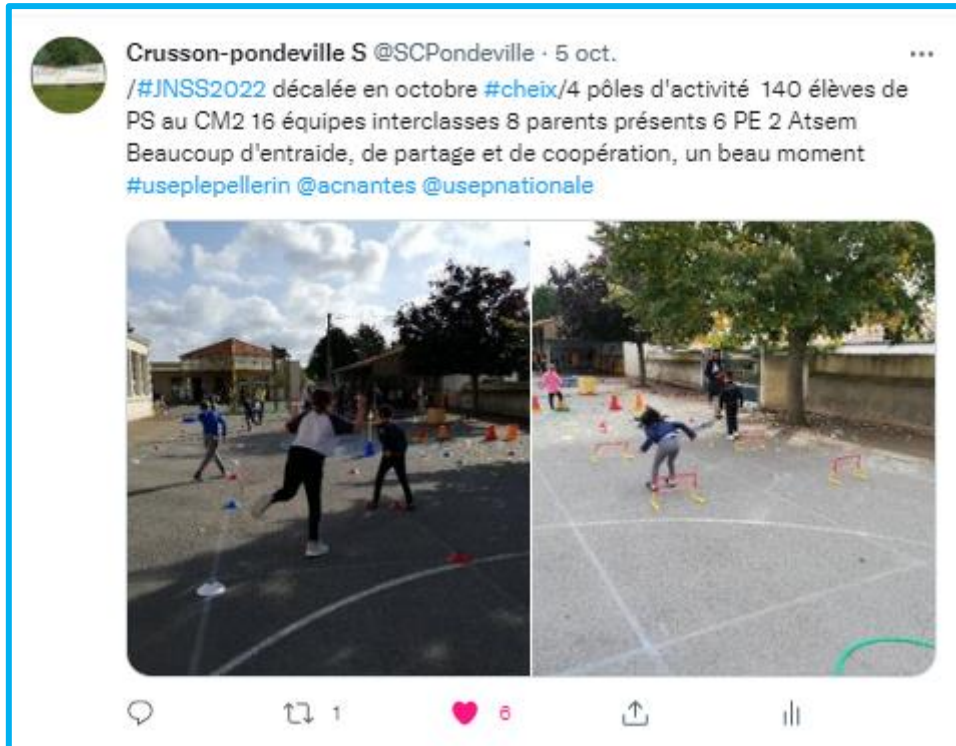 Crusson-pondeville S @SCPondeville · 5 oct.
/#JNSS2022 décalée en octobre #cheix/4 pôles d'activité 140 élèves de
PS au CM2 16 équipes interclasses 8 parents présents 6 PE 2 Atsem
Beaucoup d'entraide, de partage et de coopération, un beau moment
#useplepellerin @acnantes @usepnationale
1 6